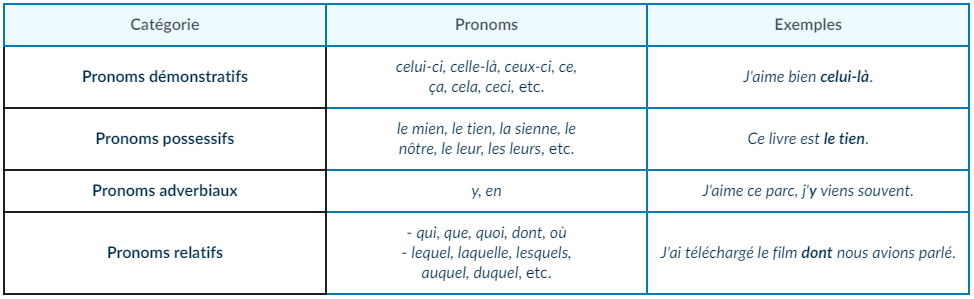 Catégorie Pronoms Exemples
Pronoms démonstratifs
celui-ci, celle-là, ceux-ci, ce,
ça, cela, ceci, etc.
J'aime bien celui-là.
Pronoms possessifs
le mien, le tien, la sienne, le
nôtre, le leur, les leurs, etc.
Ce livre est le tien.
Pronoms adverbiaux
y, en
J'aime ce parc, j'y viens souvent.
Pronoms relatifs
- qui, que, quoi, dont, où
- lequel, laquelle, lesquels,
auquel, duquel, etc.
J'ai téléchargé le film dont nous avions parlé.